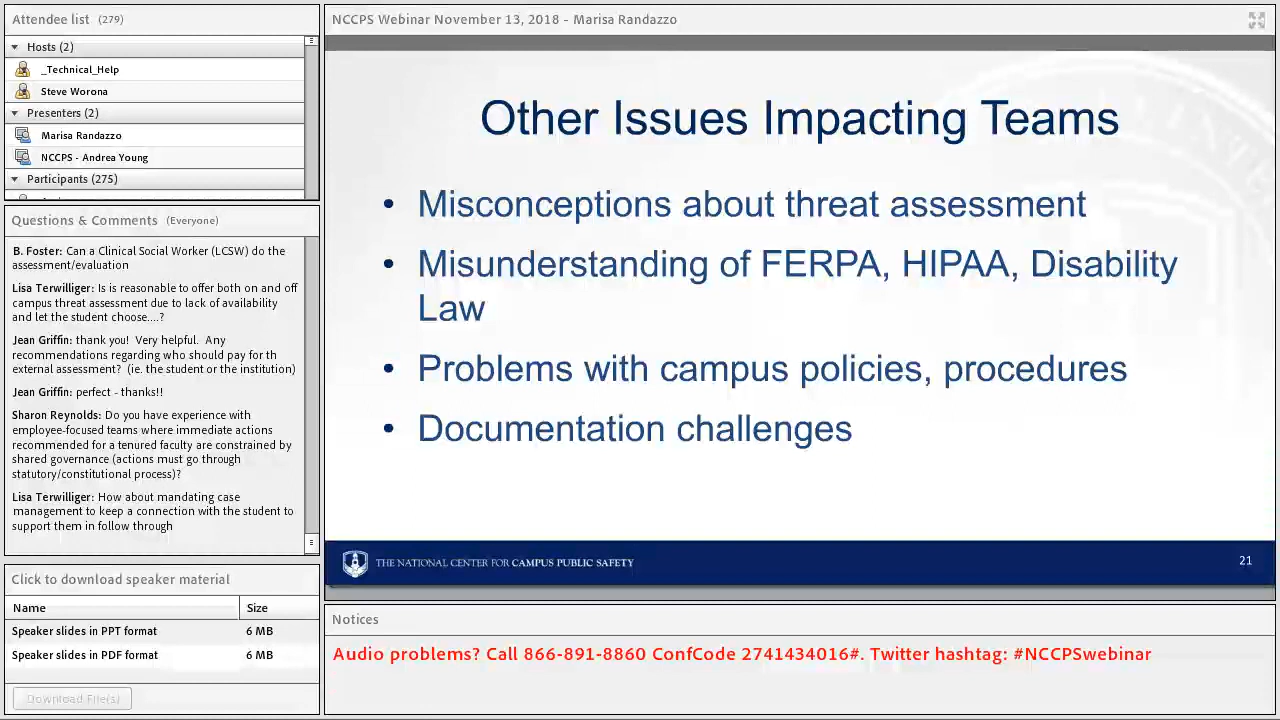 Attendee list (279)
Hosts (2)
_Technical_Help
Steve Worona
Presenters (2)
Marisa Randazzo
NCCPS - Andrea Young
Participants (275)
Questions & Comments (Everyone)
B. Foster: Can a Clinical Social Worker (LCSW) do the
assessment/evaluation
Lisa Terwilliger: Is is reasonable to offer both on and off
campus threat assessment due to lack of availability
and let the student choose....?
Jean Griffin: thank you! Very helpful. Any
recommendations regarding who should pay for th
external assessment? (ie. the student or the institution)
Jean Griffin: perfect - thanks!!
Sharon Reynolds: Do you have experience with
employee-focused teams where immediate actions
recommended for a tenured faculty are constrained by
shared governance (actions must go through
statutory/constitutional process)?
Lisa Terwilliger: How about mandating case
management to keep a connection with the student to
support them in follow through
Click to download speaker material
Name Size
Speaker slides in PPT format 6 MB
Speaker slides in PDF format 6 MB
Download File(s)
NCCPS Webinar November 13, 2018 - Marisa Randazzo
Other Issues Impacting Teams
• Misconceptions about threat assessment
• Misunderstanding of FERPA, HIPAA, Disability
Law
• Problems with campus policies, procedures
• Documentation challenges
THE NATIONAL CENTER FOR CAMPUS PUBLIC SAFETY
21
Notices
Audio problems? Call 866-891-8860 ConfCode 2741434016#. Twitter hashtag: #NCCPSwebinar